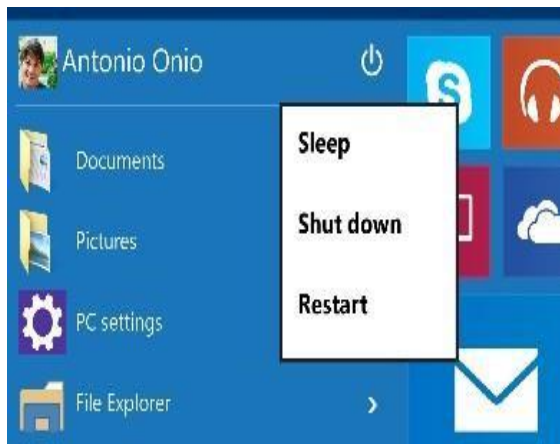 Antonio Onio
Documents
Pictures
PC settings
File Explorer
Sleep
Shut down
Restart